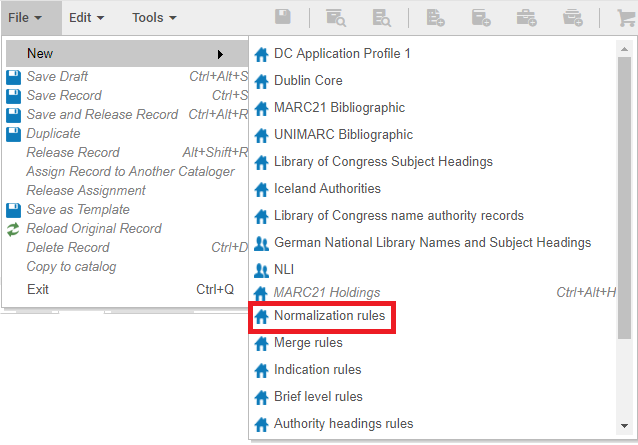 File Edit Tools
New
Save Draft Ctrl+Alt+S
Save Record Ctrl+S
Save and Release Record Ctrl+Alt+R
Duplicate
Release Record Alt+Shift+R
Assign Record to Another Cataloger
Release Assignment
Save as Template
Reload Original Record
Delete Record Ctrl+D
Copy to catalog
Exit Ctrl+Q
DC Application Profile 1
Dublin Core
MARC21 Bibliographic
UNIMARC Bibliographic
Library of Congress Subject Headings
Iceland Authorities
Library of Congress name authority records
German National Library Names and Subject Headings
NLI
MARC21 Holdings Ctrl+Alt+H
Normalization rules
Merge rules
Indication rules
Brief level rules
Authority headings rules